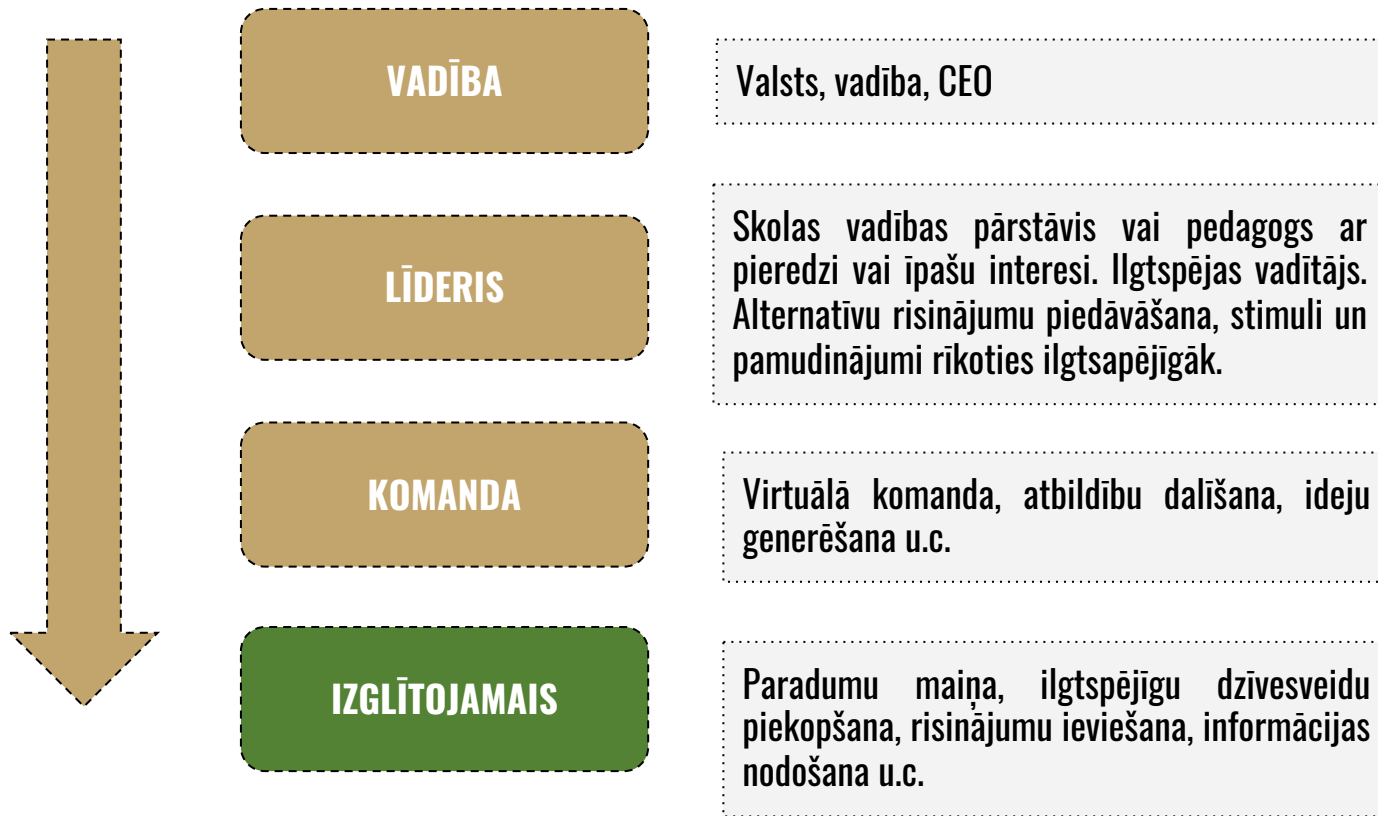 VADĪBA
Valsts, vadība, CEO
LĪDERIS
Skolas vadības pārstāvis vai pedagogs ar
pieredzi vai īpašu interesi. Ilgtspējas vadītājs.
Alternatīvu risinājumu piedāvāšana, stimuli un
pamudinājumi rīkoties ilgtsapējīgāk.
KOMANDA
Virtuālā komanda, atbildību dalīšana, ideju
ģenerēšana u.c.
IZGLĪTOJAMAIS
Paradumu maiņa, ilgtspējīgu dzīvesveidu
piekopšana, risinājumu ieviešana, informācijas
nodošana u.c.